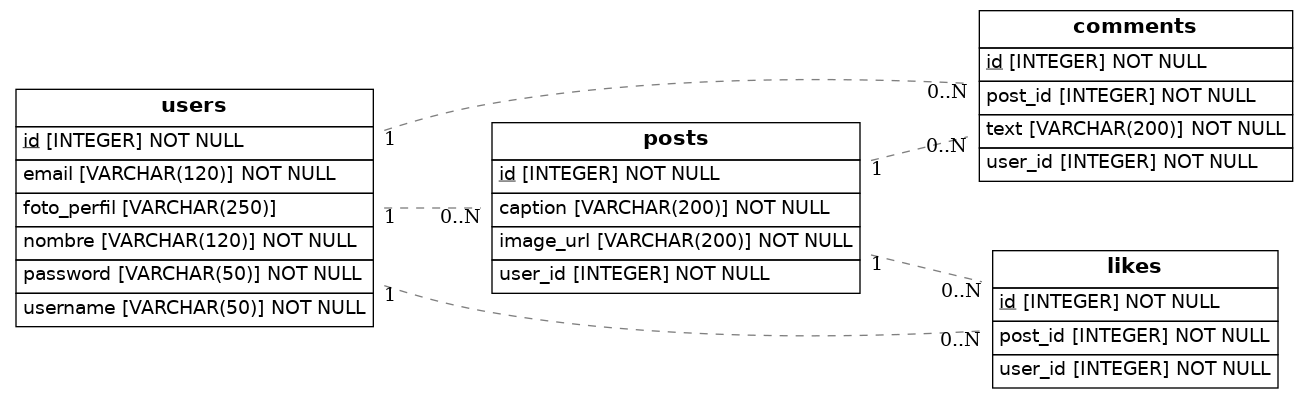 users
id [INTEGER] NOT NULL
email [VARCHAR(120)] NOT NULL
foto_perfil [VARCHAR(250)]
nombre [VARCHAR(120)] NOT NULL
password [VARCHAR(50)] NOT NULL
username [VARCHAR(50)] NOT NULL
1
1
1
0..N
posts
id [INTEGER] NOT NULL
caption [VARCHAR(200)] NOT NULL
image_url [VARCHAR(200)] NOT NULL
user_id [INTEGER] NOT NULL
1
1
0..N
0..N
comments
id [INTEGER] NOT NULL
post_id [INTEGER] NOT NULL
text [VARCHAR(200)] NOT NULL
user_id [INTEGER] NOT NULL
0..N
0..N
likes
id [INTEGER] NOT NULL
post_id [INTEGER] NOT NULL
user_id [INTEGER] NOT NULL